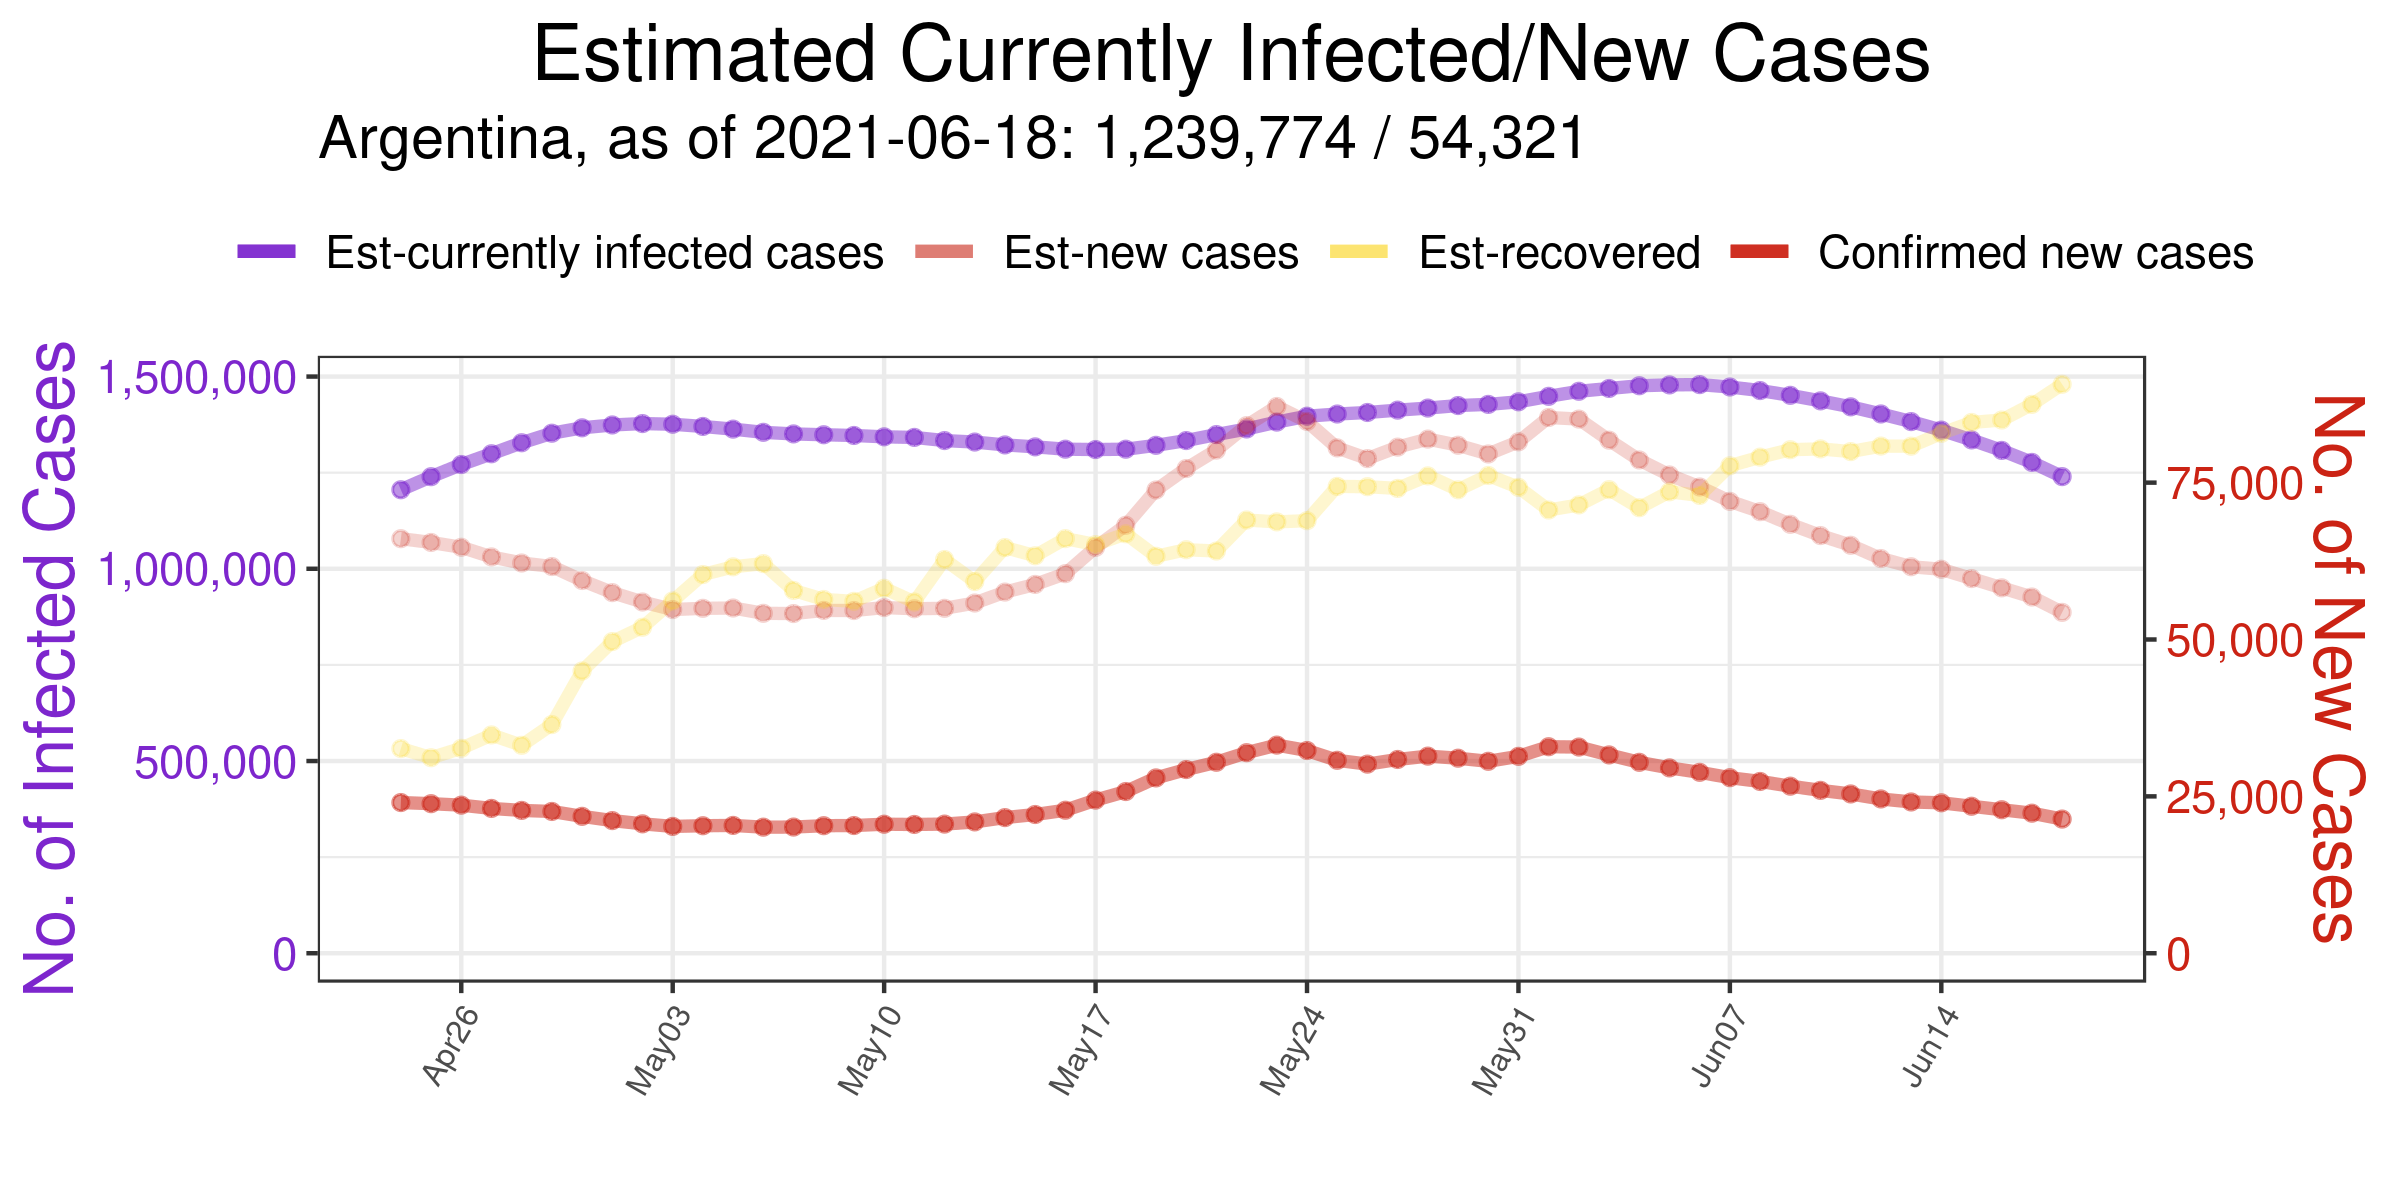 Estimated Currently Infected/New Cases
Argentina, as of 2021-06-18: 1,239,774 / 54,321
Est-currently infected cases Est-new cases Est-recovered Confirmed new cases
No. of Infected Cases
1,500,000
1,000,000
500,000
0
75,000
50,000
25,000
0
No. of New Cases
Apr26 May03 May10 May17 May24 May31 Jun07 Jun14